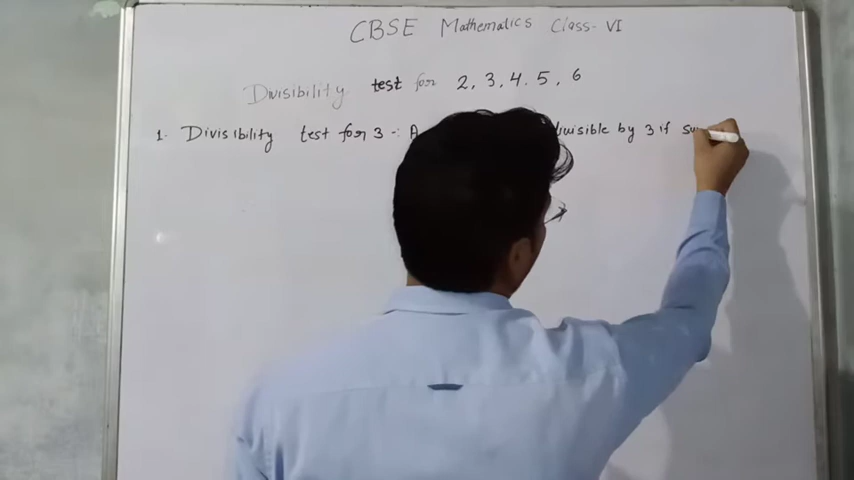 CBSE Mathematics Class- VI
Divisibility test for 2, 3, 4. 5, 6
1. Divisibility test for 3 -: A divisible by 3 if su